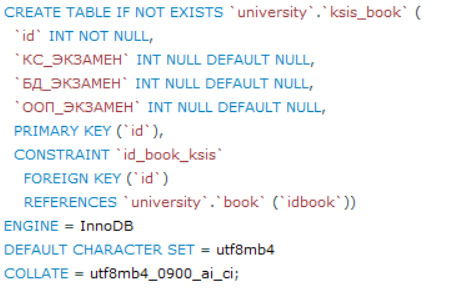 CREATE TABLE IF NOT EXISTS `university`.`ksis_book` (
`id` INT NOT NULL,
`КС_ЭКЗАМЕН` INT NULL DEFAULT NULL,
`БД_ЭКЗАМЕН` INT NULL DEFAULT NULL,
`ООП_ЭКЗАМЕН` INT NULL DEFAULT NULL,
PRIMARY KEY (`id`),
CONSTRAINT `id_book_ksis`
FOREIGN KEY (`id`)
REFERENCES `university`.`book` (`idbook`))
ENGINE = InnoDB
DEFAULT CHARACTER SET = utf8mb4
COLLATE = utf8mb4_0900_ai_ci;